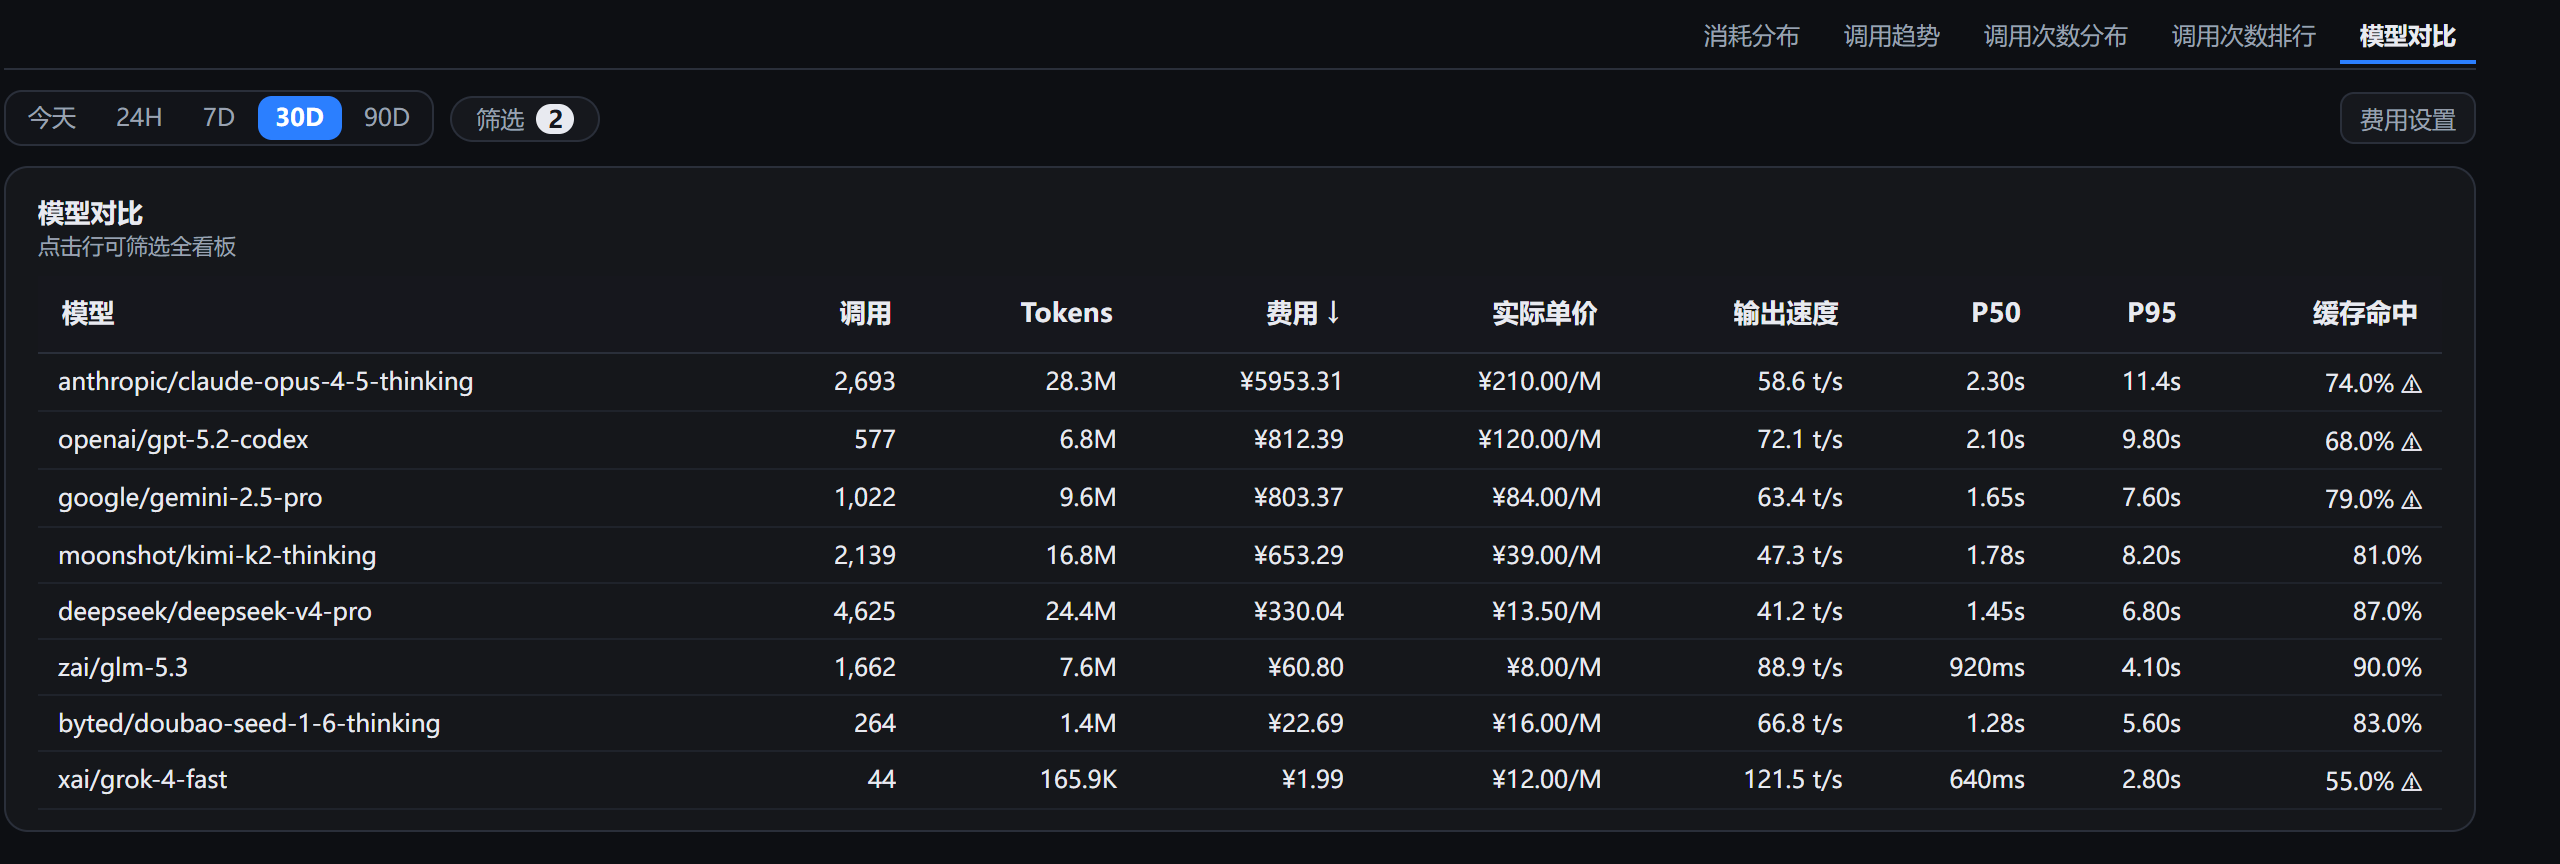 消耗分布 调用趋势 调用次数分布 调用次数排行 模型对比
今天 24H 7D 30D 90D 筛选 2 费用设置
模型对比
点击行可筛选全看板
模型 调用 Tokens 费用 ↓ 实际单价 输出速度 P50 P95 缓存命中
anthropic/claude-opus-4-5-thinking 2,693 28.3M ¥5953.31 ¥210.00/M 58.6 t/s 2.30s 11.4s 74.0% ⚠
openai/gpt-5.2-codex 577 6.8M ¥812.39 ¥120.00/M 72.1 t/s 2.10s 9.80s 68.0% ⚠
google/gemini-2.5-pro 1,022 9.6M ¥803.37 ¥84.00/M 63.4 t/s 1.65s 7.60s 79.0% ⚠
moonshot/kimi-k2-thinking 2,139 16.8M ¥653.29 ¥39.00/M 47.3 t/s 1.78s 8.20s 81.0%
deepseek/deepseek-v4-pro 4,625 24.4M ¥330.04 ¥13.50/M 41.2 t/s 1.45s 6.80s 87.0%
zai/glm-5.3 1,662 7.6M ¥60.80 ¥8.00/M 88.9 t/s 920ms 4.10s 90.0%
byted/doubao-seed-1-6-thinking 264 1.4M ¥22.69 ¥16.00/M 66.8 t/s 1.28s 5.60s 83.0%
xai/grok-4-fast 44 165.9K ¥1.99 ¥12.00/M 121.5 t/s 640ms 2.80s 55.0% ⚠